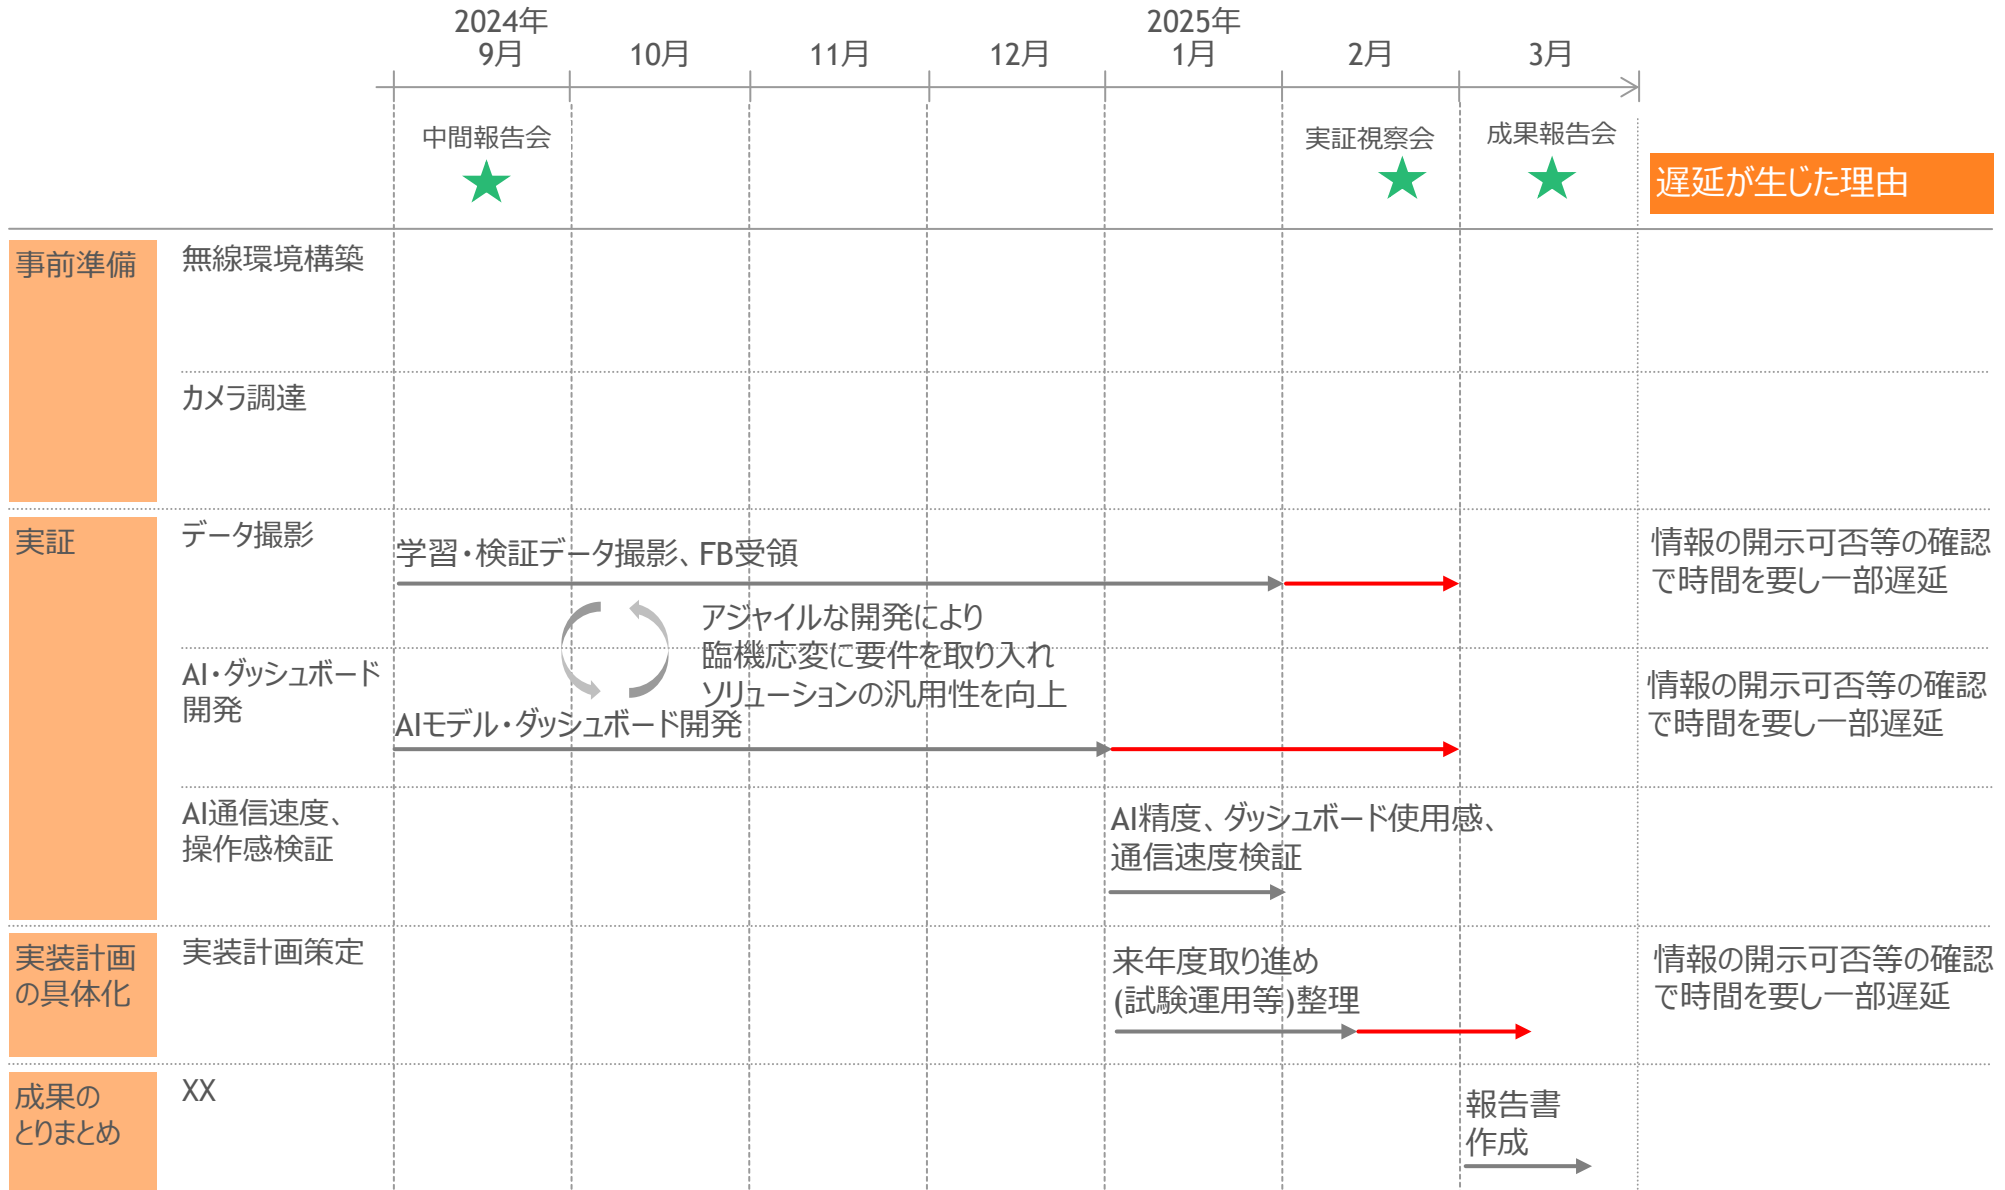 2024年
9月
10月
11月
12月
2025年
1月
2月
3月
中間報告会
実証視察会
成果報告会
遅延が生じた理由
事前準備
無線環境構築
カメラ調達
実証
データ撮影
学習・検証データ撮影、FB受領
情報の開示可否等の確認
で時間を要し一部遅延
アジャイルな開発により
臨機応変に要件を取り入れ
ソリューションの汎用性を向上
AI・ダッシュボード
開発
AIモデル・ダッシュボード開発
情報の開示可否等の確認
で時間を要し一部遅延
AI通信速度、
操作感検証
AI精度、ダッシュボード使用感、
通信速度検証
実装計画
の具体化
実装計画策定
来年度取り進め
(試験運用等)整理
情報の開示可否等の確認
で時間を要し一部遅延
成果の
とりまとめ
XX
報告書
作成